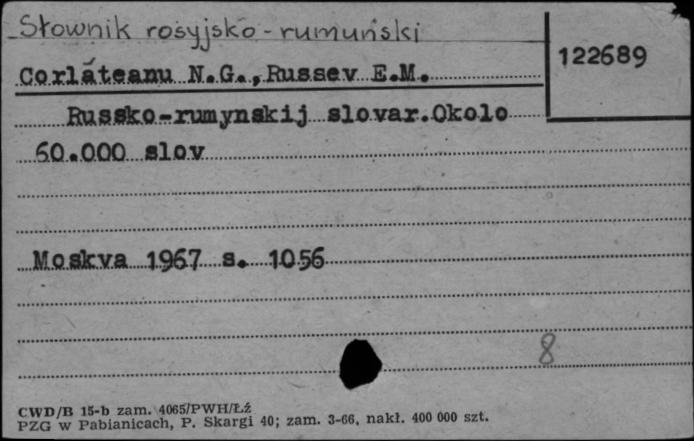 Słownik rosyjsko-rumuński
122689
Corláteanu N.G., Russev E.M.
Russko-rumynskij slovar. Okolo
60.000 slov
Moskva 1967 s. 1056
8
CWD/B 15-b zam. 4065/PWH/Łź
PZG w Pabianicach, P. Skargi 40; zam. 3-66, nakł. 400 000 szt.